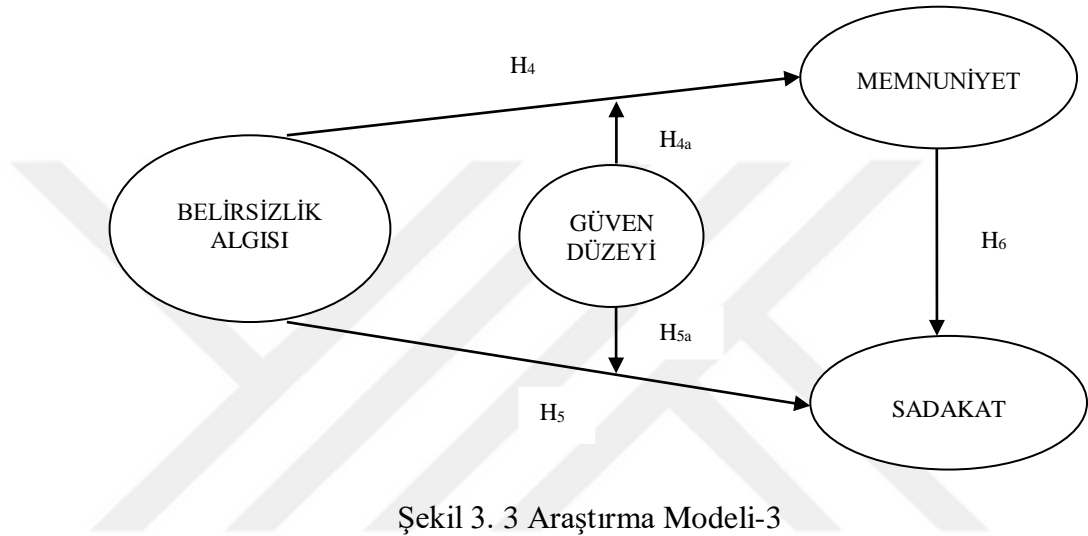 H4
MEMNUNİYET
H4a
BELİRSİZLİK
ALGISI
GÜVEN
DÜZEYİ
H6
H5a
H5
SADAKAT
Şekil 3. 3 Araştırma Modeli-3